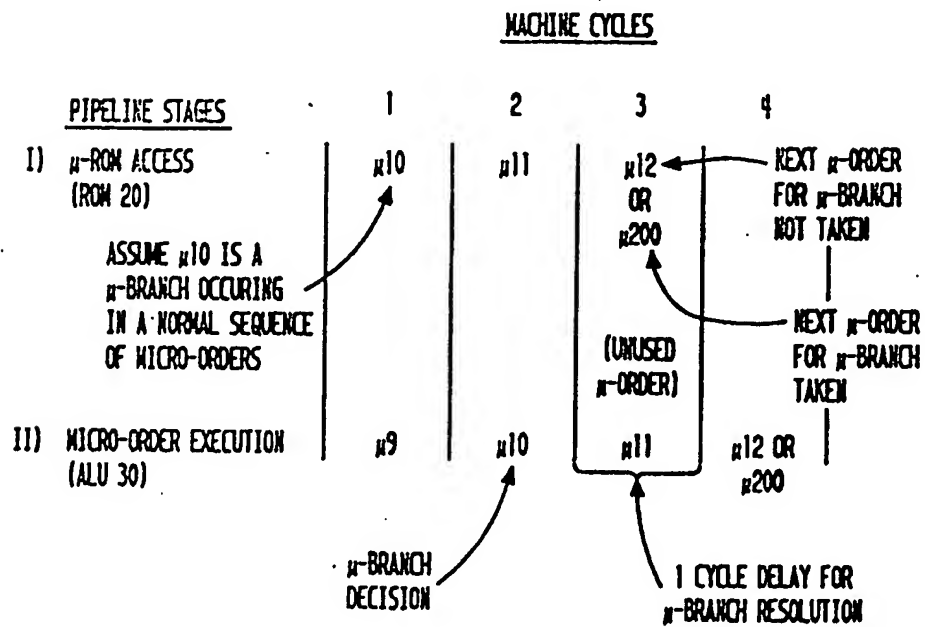 MACHINE CYCLES
PIPELINE STAGES 1 2 3 4
I) μ-ROM ACCESS
(ROM 20)
μ10
μ11
μ12
OR
μ200
NEXT μ-ORDER
FOR μ-BRANCH
NOT TAKEN
ASSUME μ10 IS A
μ-BRANCH OCCURING
IN A NORMAL SEQUENCE
OF MICRO-ORDERS
(UNUSED
μ-ORDER)
NEXT μ-ORDER
FOR μ-BRANCH
TAKEN
II) MICRO-ORDER EXECUTION
(ALU 30)
μ9
μ10
μ11
μ12 OR
μ200
μ-BRANCH
DECISION
1 CYCLE DELAY FOR
μ-BRANCH RESOLUTION